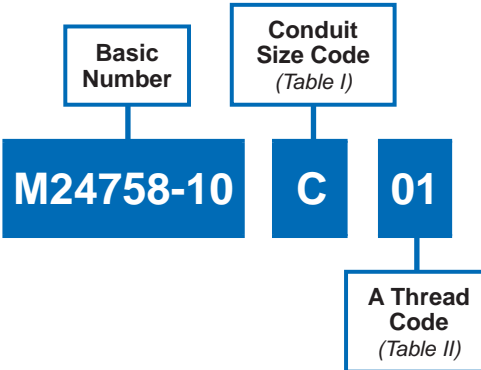 Basic
Number
Conduit
Size Code
(Table I)
M24758-10
C
01
A Thread
Code
(Table II)